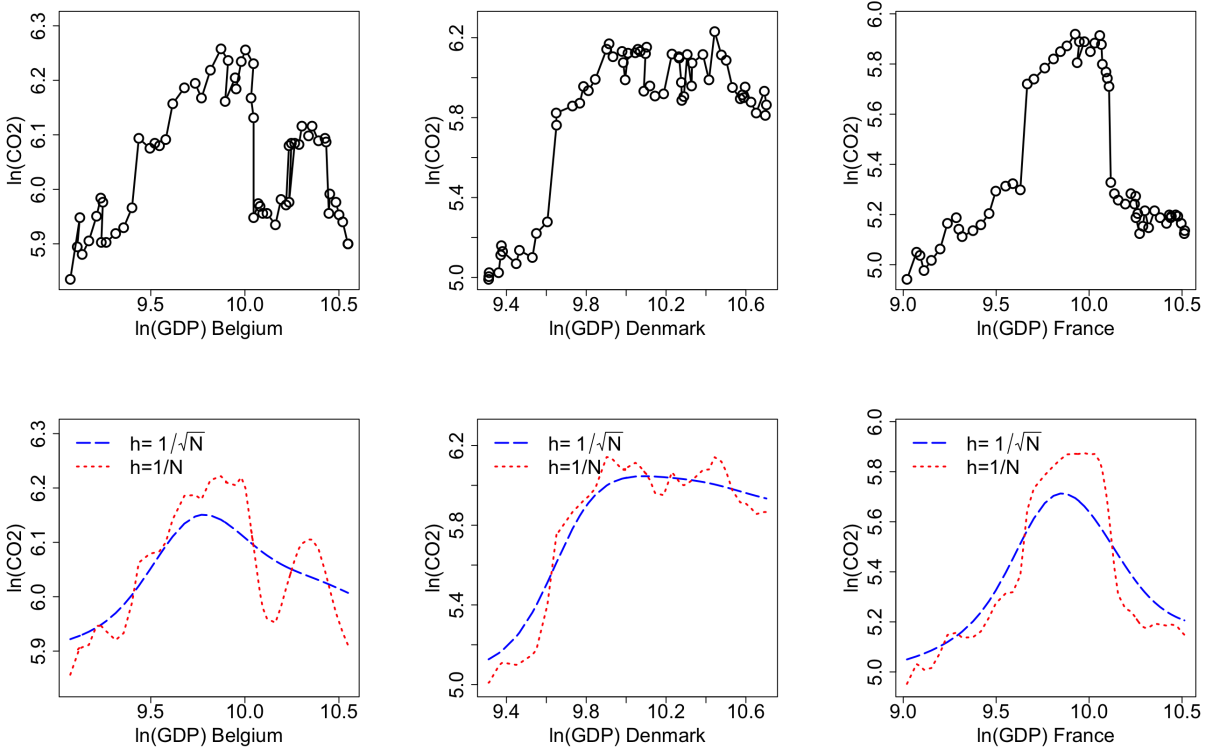 ln(CO2)
5.9 6.0 6.1 6.2 6.3
9.5 10.0 10.5
ln(GDP) Belgium
ln(CO2)
5.0 5.4 5.8 6.2
9.4 9.8 10.2 10.6
ln(GDP) Denmark
ln(CO2)
5.0 5.2 5.4 5.6 5.8 6.0
9.0 9.5 10.0 10.5
ln(GDP) France
ln(CO2)
5.9 6.0 6.1 6.2 6.3
h= 1/√N
h=1/N
9.5 10.0 10.5
ln(GDP) Belgium
ln(CO2)
5.0 5.4 5.8 6.2
h= 1/√N
h=1/N
9.4 9.8 10.2 10.6
ln(GDP) Denmark
ln(CO2)
5.0 5.2 5.4 5.6 5.8 6.0
h= 1/√N
h=1/N
9.0 9.5 10.0 10.5
ln(GDP) France